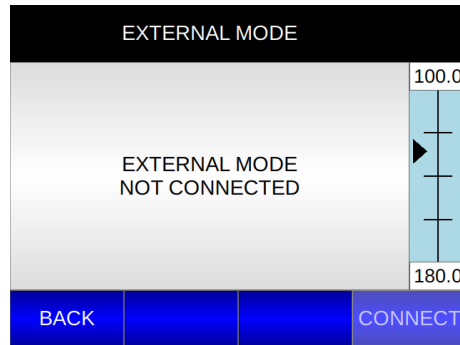 EXTERNAL MODE
100.0
EXTERNAL MODE
NOT CONNECTED
180.0
BACK
CONNECT